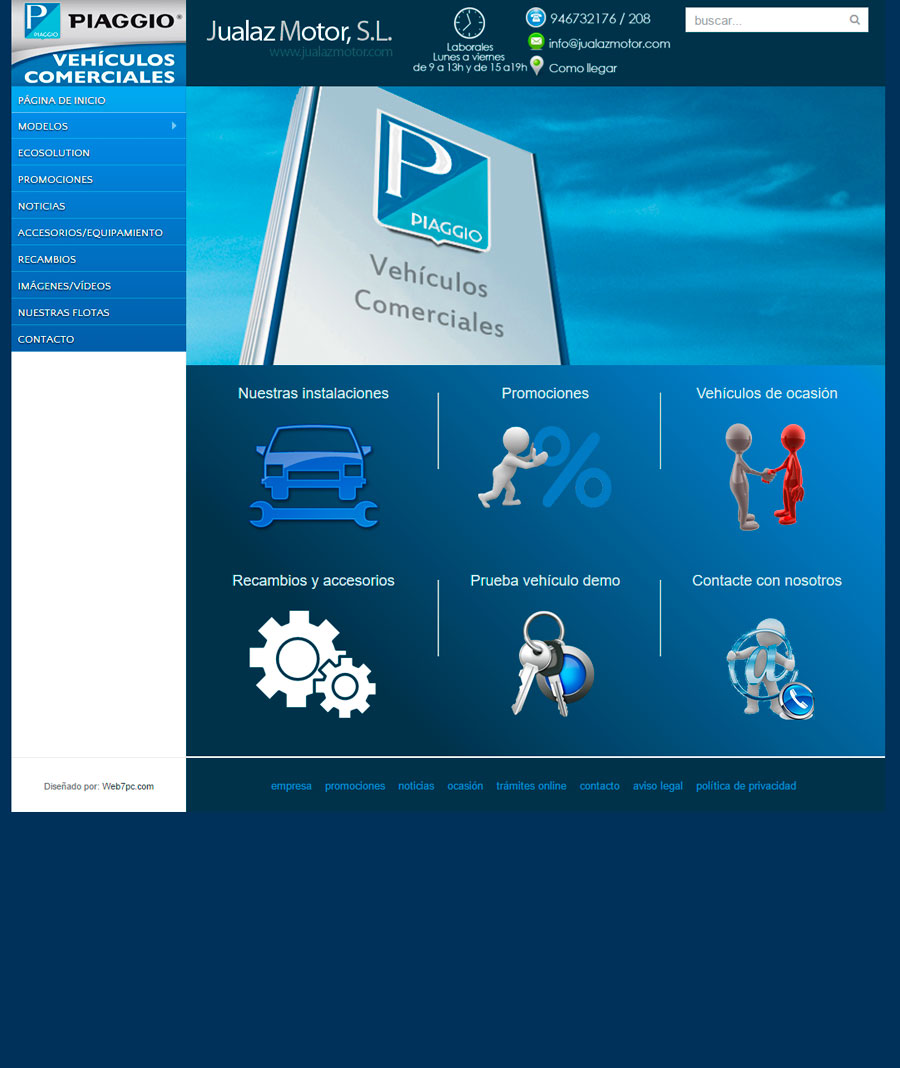 P
PIAGGIO
PIAGGIO®
VEHÍCULOS
COMERCIALES
Jualaz Motor, S.L.
www.jualazmotor.com
Laborales
Lunes a viernes
de 9 a 13h y de 15 a19h
946732176 / 208
info@jualazmotor.com
Como llegar
buscar...
PÁGINA DE INICIO
MODELOS
ECOSOLUTION
PROMOCIONES
NOTICIAS
ACCESORIOS/EQUIPAMIENTO
RECAMBIOS
IMÁGENES/VÍDEOS
NUESTRAS FLOTAS
CONTACTO
P
PIAGGIO
Vehículos
Comerciales
Nuestras instalaciones
Promociones
Vehículos de ocasión
%
Recambios y accesorios
Prueba vehículo demo
Contacte con nosotros
@
Diseñado por: Web7pc.com
empresa promociones noticias ocasión trámites online contacto aviso legal política de privacidad